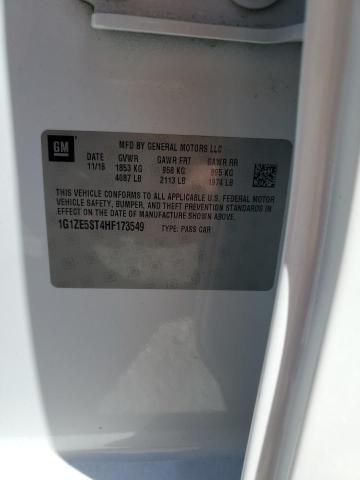 GM
MFD BY GENERAL MOTORS LLC
DATE GVWR GAWR FRT GAWR RR
11/16 1853 KG 958 KG 895 KG
4087 LB 2113 LB 1974 LB
THIS VEHICLE CONFORMS TO ALL APPLICABLE U.S. FEDERAL MOTOR
VEHICLE SAFETY, BUMPER, AND THEFT PREVENTION STANDARDS IN
EFFECT ON THE DATE OF MANUFACTURE SHOWN ABOVE.
1G1ZE5ST4HF173549 TYPE: PASS CAR